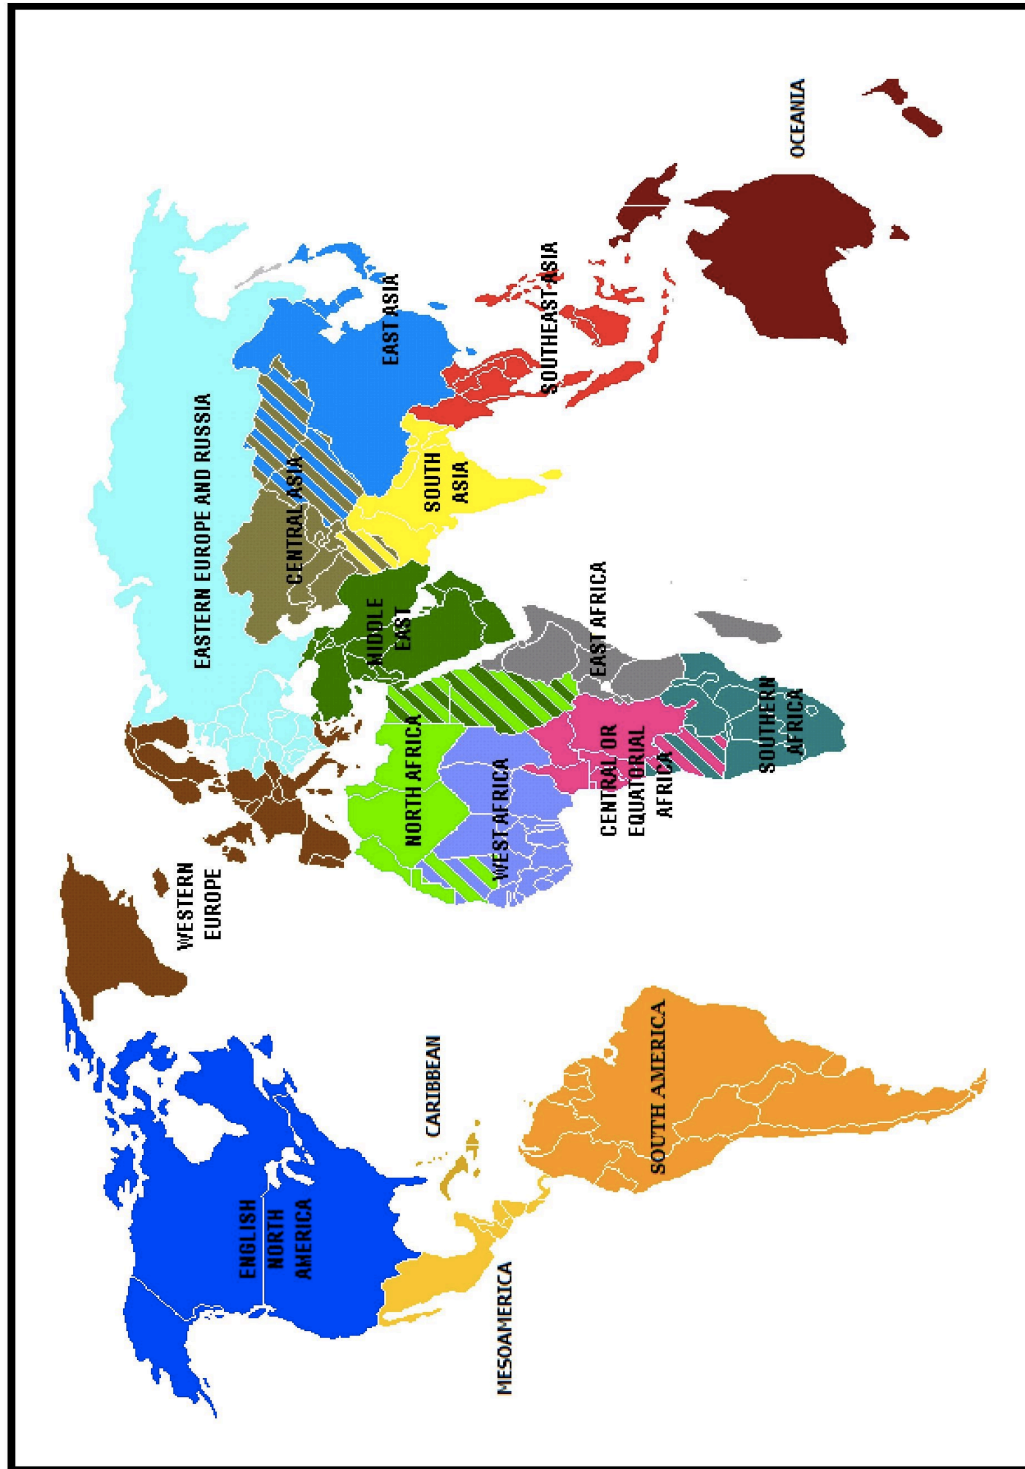 ENGLISH
NORTH
AMERICA
MESOAMERICA
CARIBBEAN
SOUTH AMERICA
WESTERN
EUROPE
EASTERN EUROPE AND RUSSIA
CENTRAL ASIA
EAST ASIA
SOUTH
ASIA
SOUTHEAST ASIA
MIDDLE
EAST
NORTH AFRICA
WEST AFRICA
CENTRAL OR
EQUATORIAL
AFRICA
EAST AFRICA
SOUTHERN
AFRICA
OCEANIA